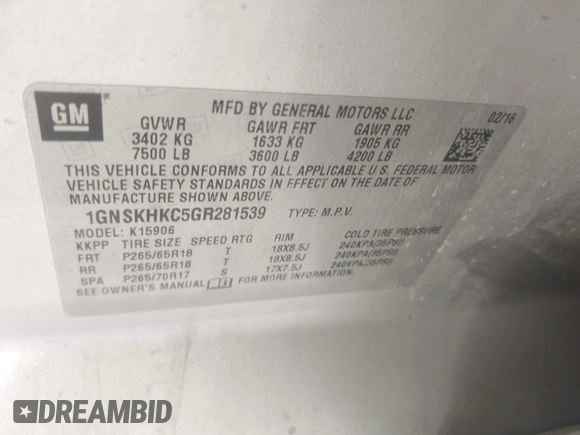 GM
MFD BY GENERAL MOTORS LLC 02/16
GVWR GAWR FRT GAWR RR
3402 KG 1633 KG 1905 KG
7500 LB 3600 LB 4200 LB
THIS VEHICLE CONFORMS TO ALL APPLICABLE U.S. FEDERAL MOTOR
VEHICLE SAFETY STANDARDS IN EFFECT ON THE DATE OF
MANUFACTURE SHOWN ABOVE.
1GNSKHKC5GR281539 TYPE: M.P.V.
MODEL: K15906
KKPP TIRE SIZE SPEED RTG RIM COLD TIRE PRESSURE
FRT P265/65R18 T 18X8.5J 240KPA(35PSI)
RR P265/65R18 T 18X8.5J 240KPA(35PSI)
SPA P265/70R17 S 17X7.5J 240KPA(35PSI)
SEE OWNER'S MANUAL FOR MORE INFORMATION.
DREAMBID